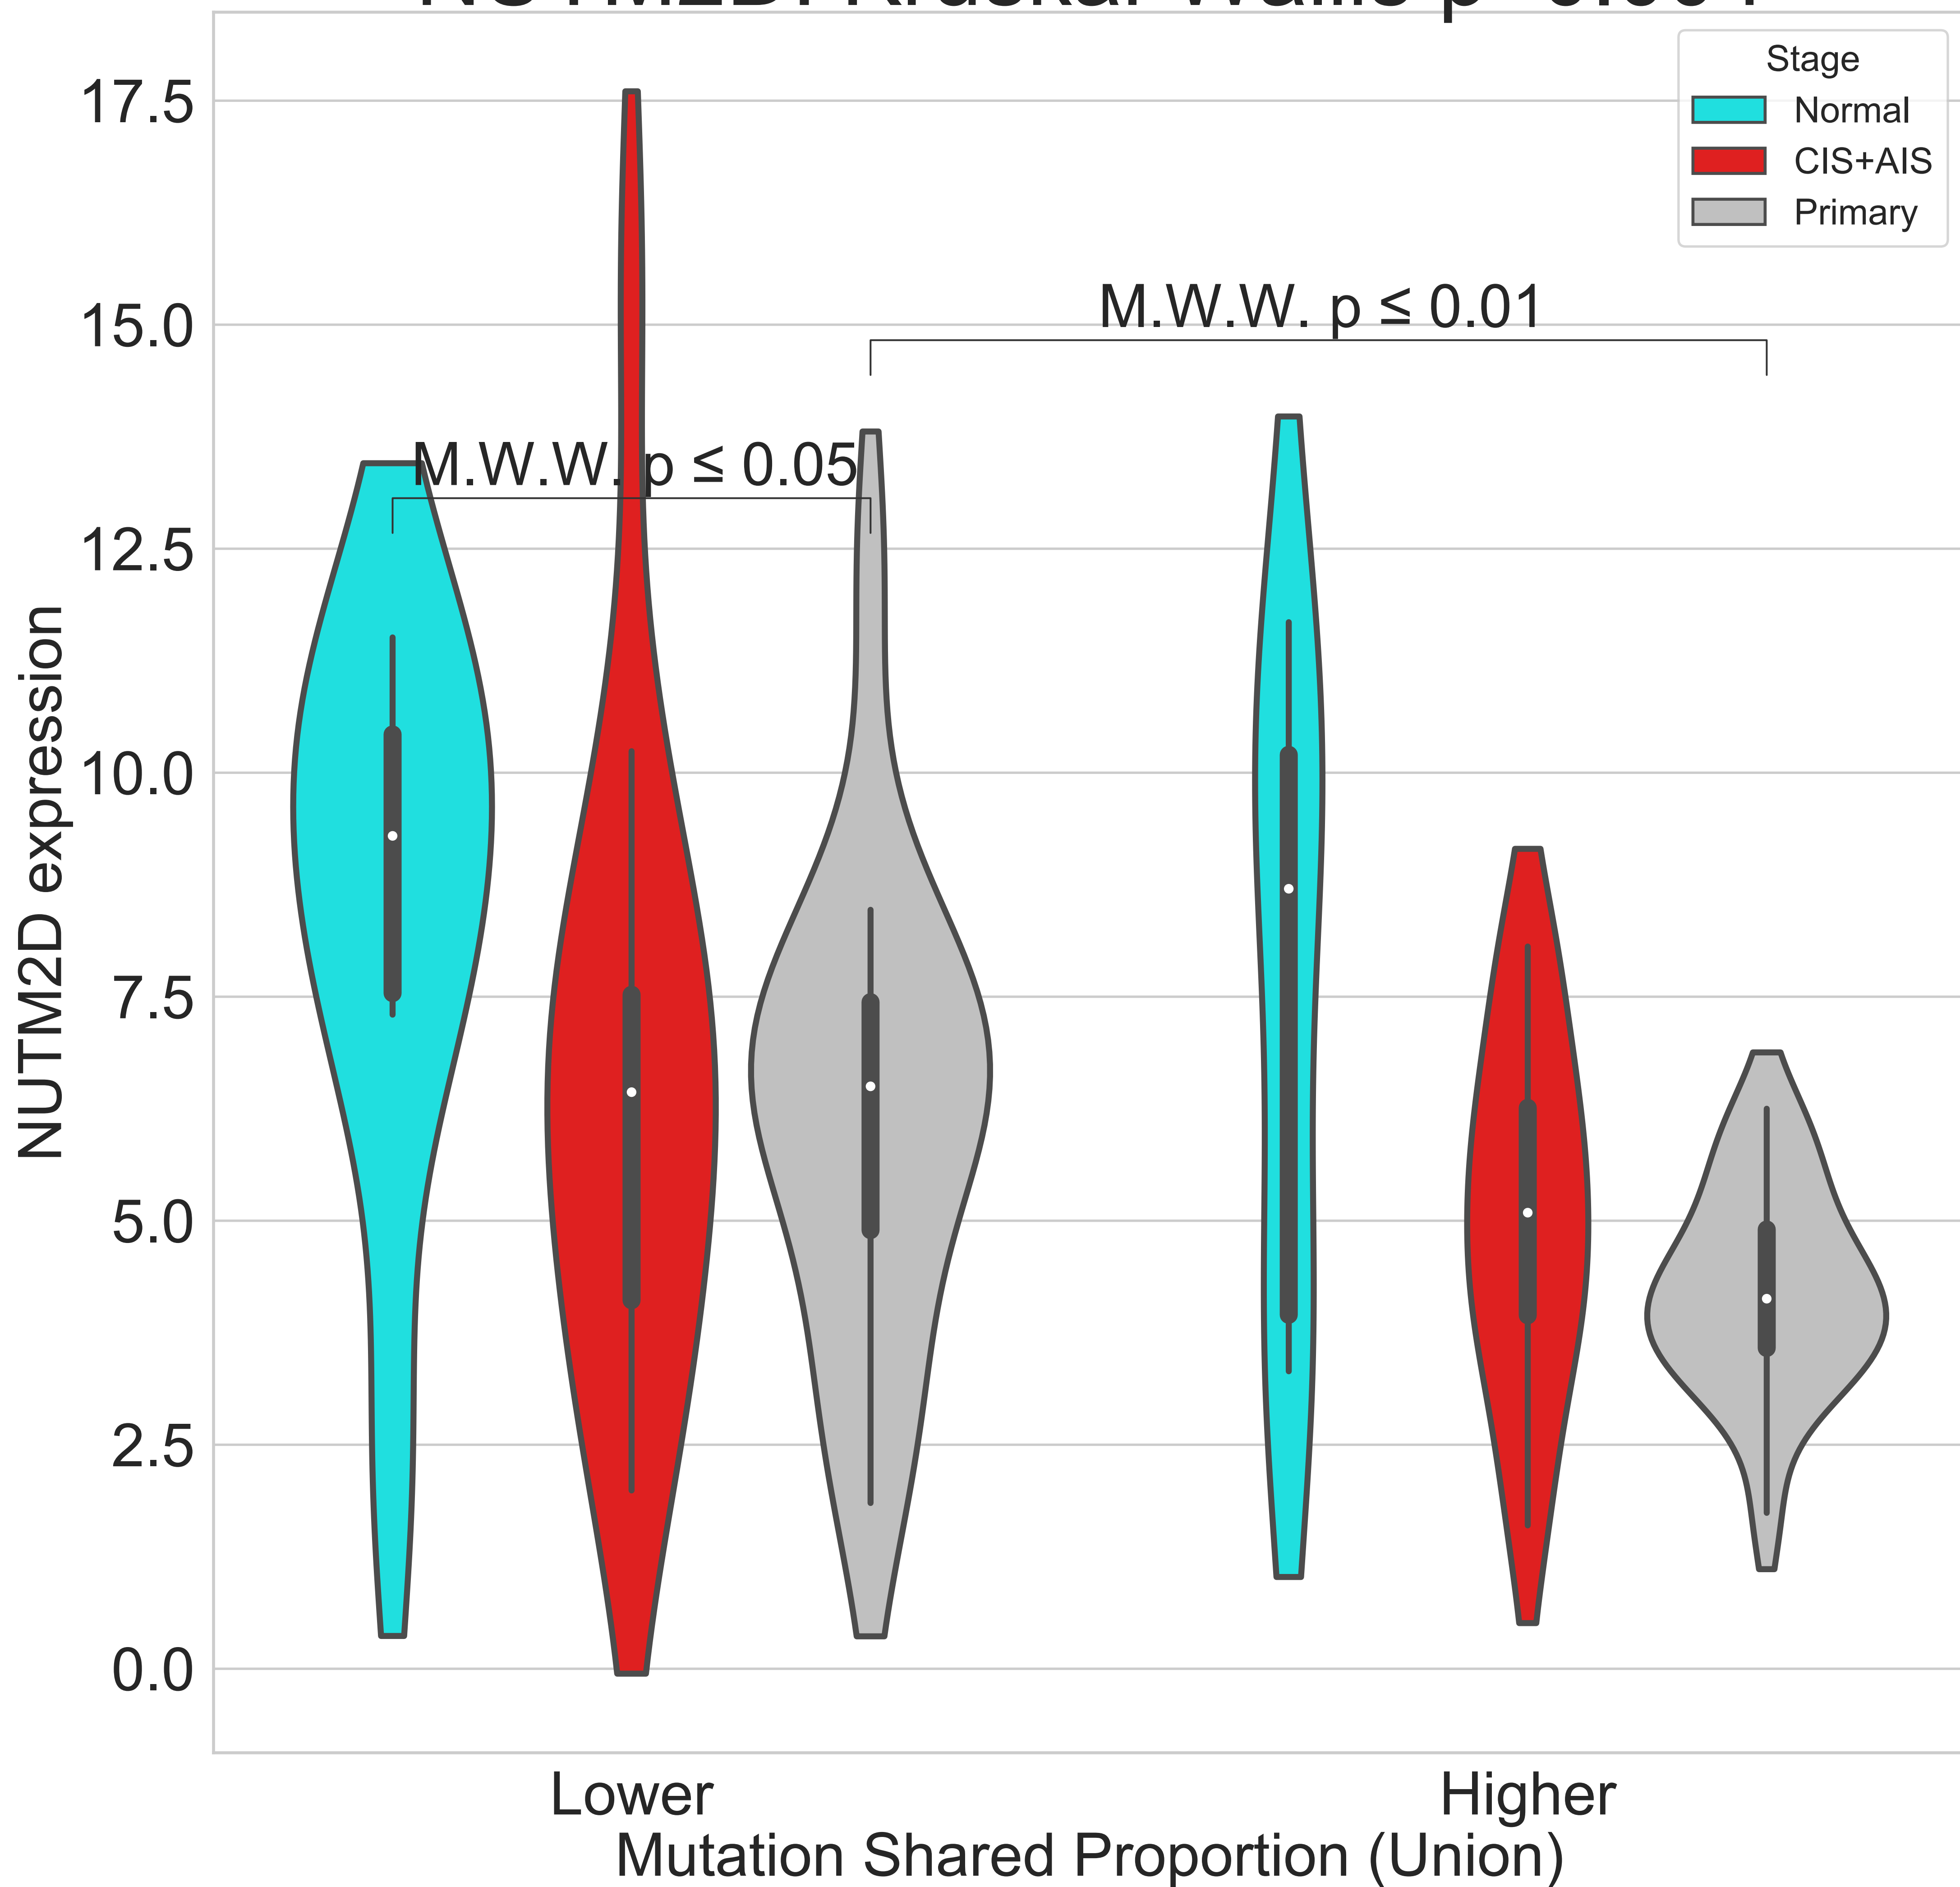 Stage
Normal
CIS+AIS
Primary
17.5
15.0
12.5
10.0
7.5
5.0
2.5
0.0
M.W.W. p ≤ 0.01
M.W.W. p ≤ 0.05
NUTM2D expression
Lower
Higher
Mutation Shared Proportion (Union)